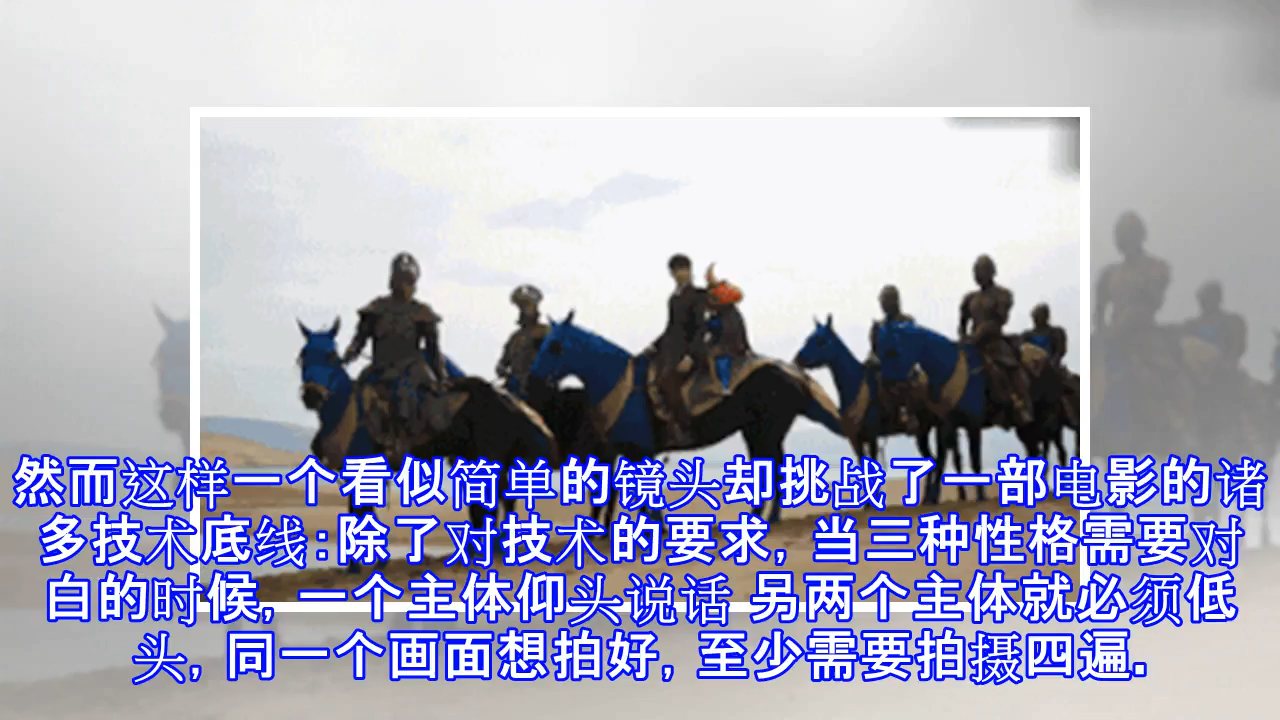 然而这样一个看似简单的镜头却挑战了一部电影的诸
多技术底线:除了对技术的要求, 当三种性格需要对
白的时候, 一个主体仰头说话 另两个主体就必须低
头, 同一个画面想拍好, 至少需要拍摄四遍.